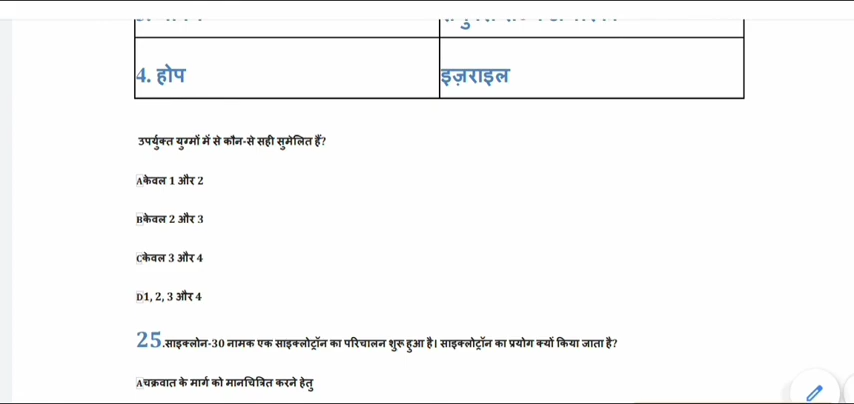 4. होप इज़राइल
उपर्युक्त युग्मों में से कौन-से सही सुमेलित हैं?
Aकेवल 1 और 2
Bकेवल 2 और 3
Cकेवल 3 और 4
D1, 2, 3 और 4
25.साइक्लोन-30 नामक एक साइक्लोट्रॉन का परिचालन शुरू हुआ है। साइक्लोट्रॉन का प्रयोग क्यों किया जाता है?
Aचक्रवात के मार्ग को मानचित्रित करने हेतु